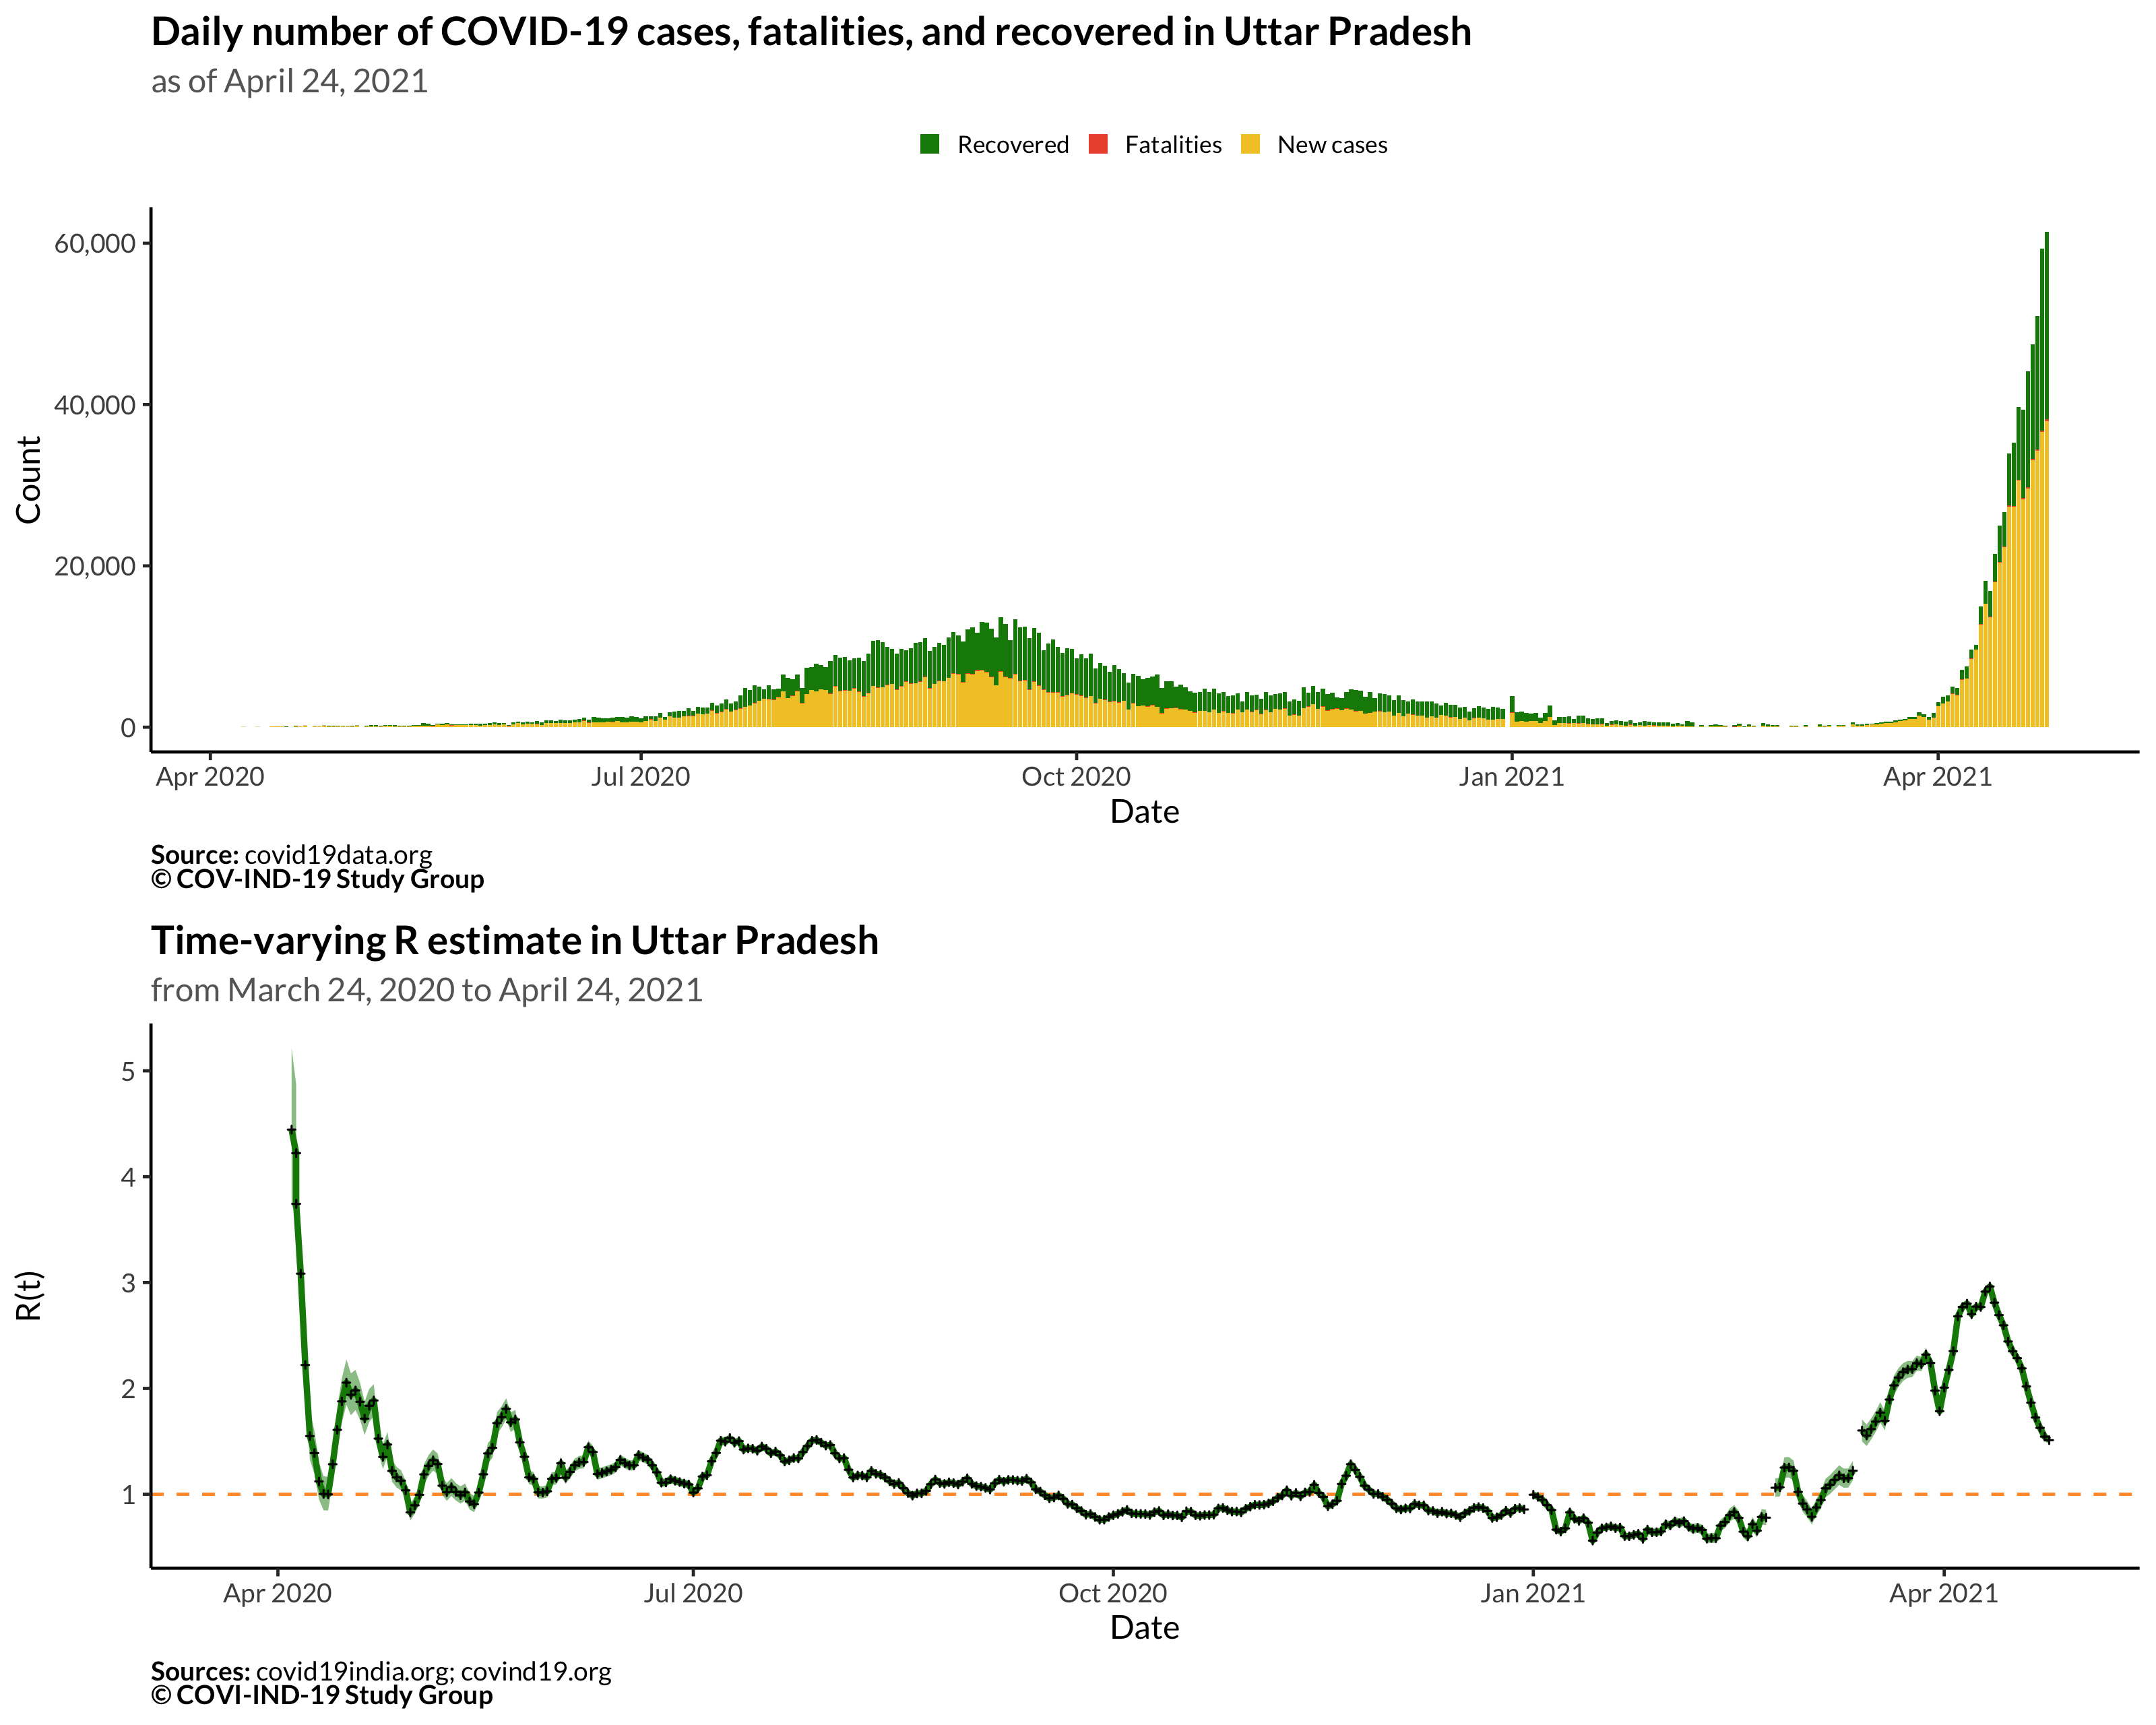 Daily number of COVID-19 cases, fatalities, and recovered in Uttar Pradesh
as of April 24, 2021
Recovered Fatalities New cases
60,000
40,000
20,000
0
Count
Apr 2020 Jul 2020 Oct 2020 Jan 2021 Apr 2021
Date
Source: covid19data.org
© COV-IND-19 Study Group
Time-varying R estimate in Uttar Pradesh
from March 24, 2020 to April 24, 2021
5
4
3
2
1
R(t)
Apr 2020 Jul 2020 Oct 2020 Jan 2021 Apr 2021
Date
Sources: covid19india.org; covind19.org
© COVI-IND-19 Study Group